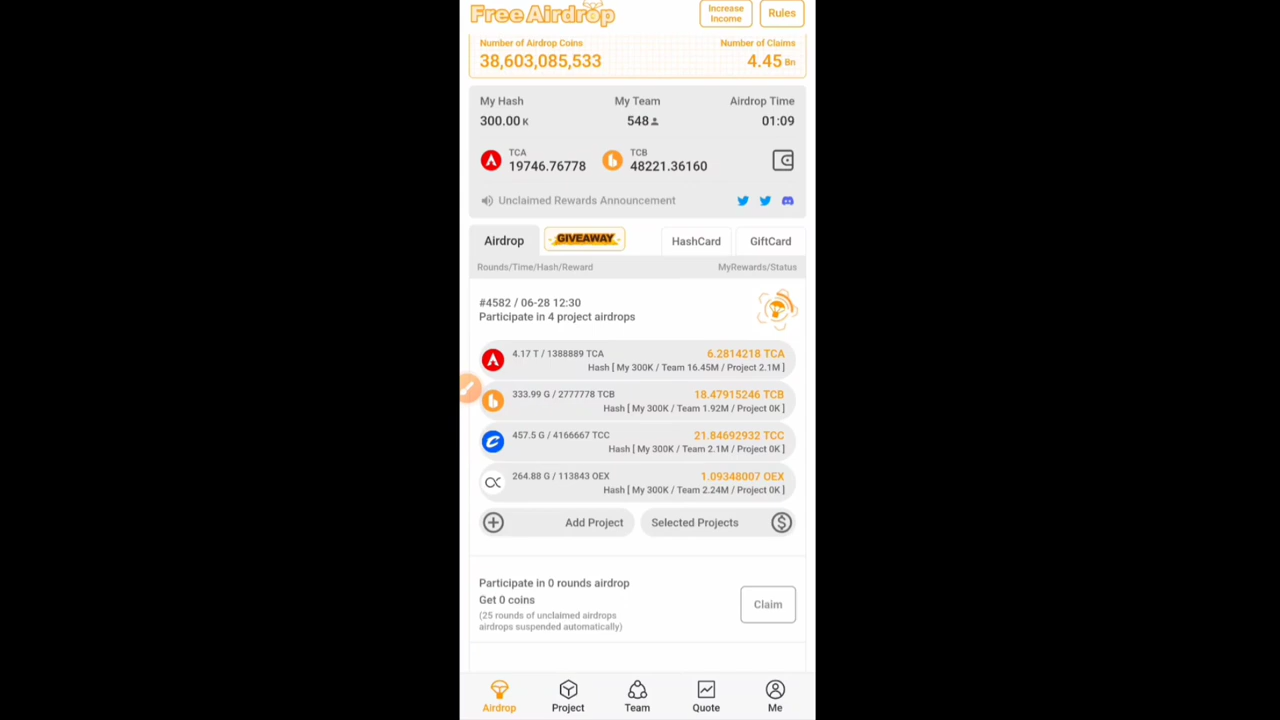 Free Airdrop
Increase Income
Rules
Number of Airdrop Coins
Number of Claims
38,603,085,533
4.45 Bn
My Hash
My Team
Airdrop Time
300.00 K
548
01:09
TCA
19746.76778
TCB
48221.36160
Unclaimed Rewards Announcement
Airdrop
GIVEAWAY
HashCard
GiftCard
Rounds/Time/Hash/Reward
MyRewards/Status
#4582 / 06-28 12:30
Participate in 4 project airdrops
4.17 T / 1388889 TCA
6.2814218 TCA
Hash [ My 300K / Team 16.45M / Project 2.1M ]
333.99 G / 2777778 TCB
18.47915246 TCB
Hash [ My 300K / Team 1.92M / Project 0K ]
457.5 G / 4166667 TCC
21.84692932 TCC
Hash [ My 300K / Team 2.1M / Project 0K ]
264.88 G / 113843 OEX
1.09348007 OEX
Hash [ My 300K / Team 2.24M / Project 0K ]
Add Project
Selected Projects
Participate in 0 rounds airdrop
Get 0 coins
(25 rounds of unclaimed airdrops
airdrops suspended automatically)
Claim
Airdrop
Project
Team
Quote
Me